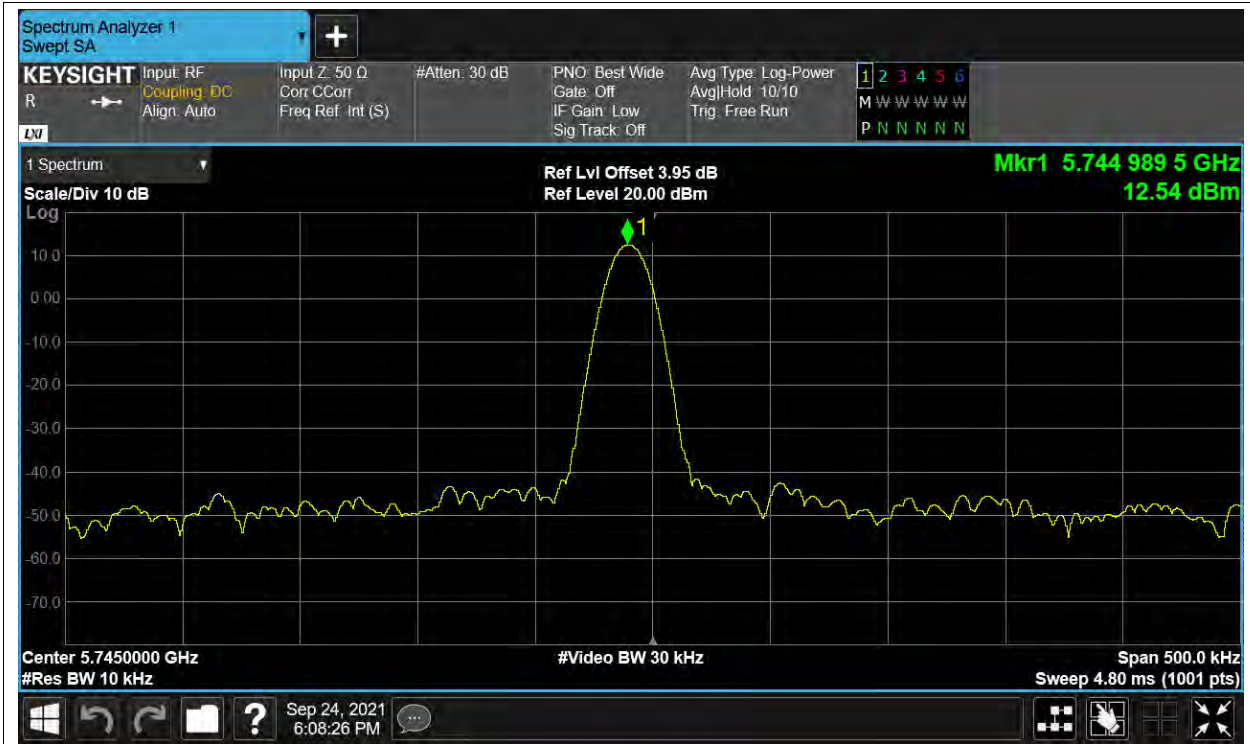 Spectrum Analyzer 1
Swept SA
+
KEYSIGHT Input: RF Input Z: 50 Ω #Atten: 30 dB PNO: Best Wide Avg Type: Log-Power 1 2 3 4 5 6
R Coupling: DC Corr CCorr Gate: Off Avg|Hold: 10/10 M W W W W W W
Align: Auto Freq Ref: Int (S) IF Gain: Low Trig: Free Run
LXI Sig Track: Off P N N N N N N
1 Spectrum
Ref Lvl Offset 3.95 dB Mkr1 5.744 989 5 GHz
Scale/Div 10 dB Ref Level 20.00 dBm 12.54 dBm
Log
1
10.0
0.00
-10.0
-20.0
-30.0
-40.0
-50.0
-60.0
-70.0
Center 5.7450000 GHz #Video BW 30 kHz Span 500.0 kHz
#Res BW 10 kHz Sweep 4.80 ms (1001 pts)
? Sep 24, 2021
6:08:26 PM